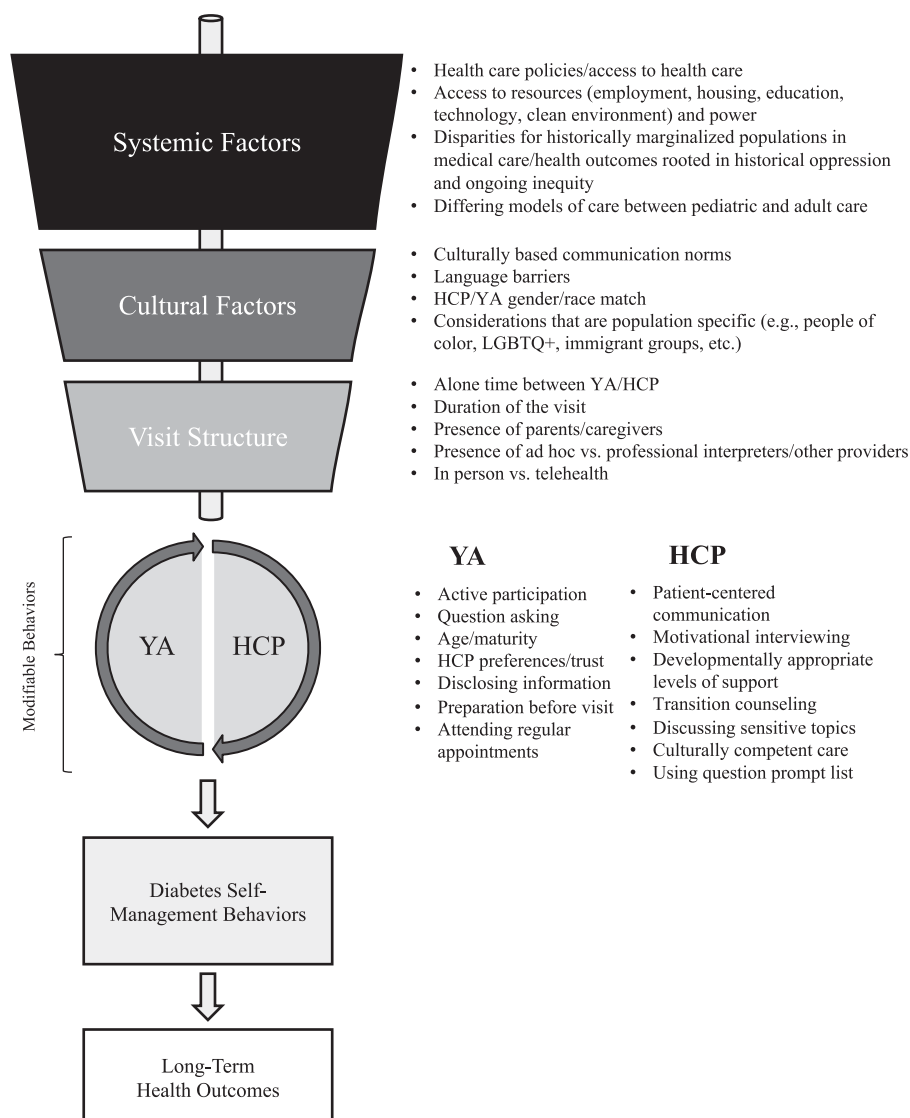 Systemic Factors
• Health care policies/access to health care
• Access to resources (employment, housing, education,
technology, clean environment) and power
• Disparities for historically marginalized populations in
medical care/health outcomes rooted in historical oppression
and ongoing inequity
• Differing models of care between pediatric and adult care
Cultural Factors
• Culturally based communication norms
• Language barriers
• HCP/YA gender/race match
• Considerations that are population specific (e.g., people of
color, LGBTQ+, immigrant groups, etc.)
Visit Structure
• Alone time between YA/HCP
• Duration of the visit
• Presence of parents/caregivers
• Presence of ad hoc vs. professional interpreters/other providers
• In person vs. telehealth
Modifiable Behaviors
YA
HCP
YA
• Active participation
• Question asking
• Age/maturity
• HCP preferences/trust
• Disclosing information
• Preparation before visit
• Attending regular
appointments
HCP
• Patient-centered
communication
• Motivational interviewing
• Developmentally appropriate
levels of support
• Transition counseling
• Discussing sensitive topics
• Culturally competent care
• Using question prompt list
Diabetes Self-
Management Behaviors
Long-Term
Health Outcomes